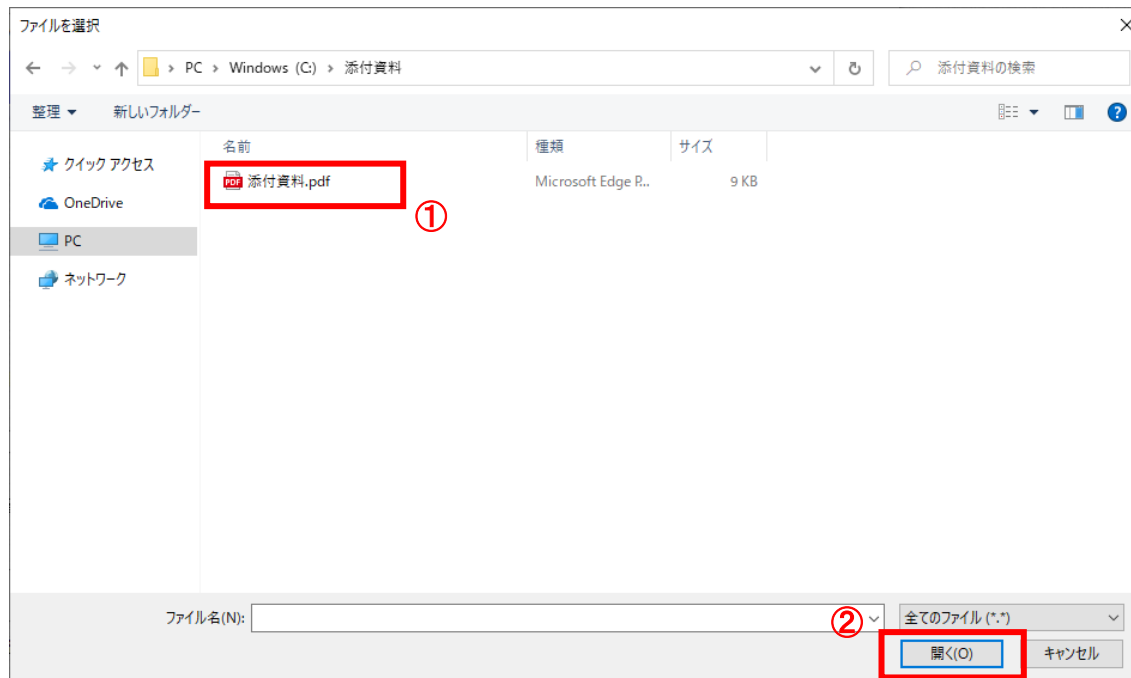 ファイルを選択
PC › Windows (C:) › 添付資料
添付資料の検索
整理
新しいフォルダー
?
名前 種類 サイズ
クイック アクセス
PDF 添付資料.pdf Microsoft Edge P... 9 KB
①
OneDrive
PC
ネットワーク
ファイル名(N):
②
全てのファイル (*.*)
開く(O)
キャンセル